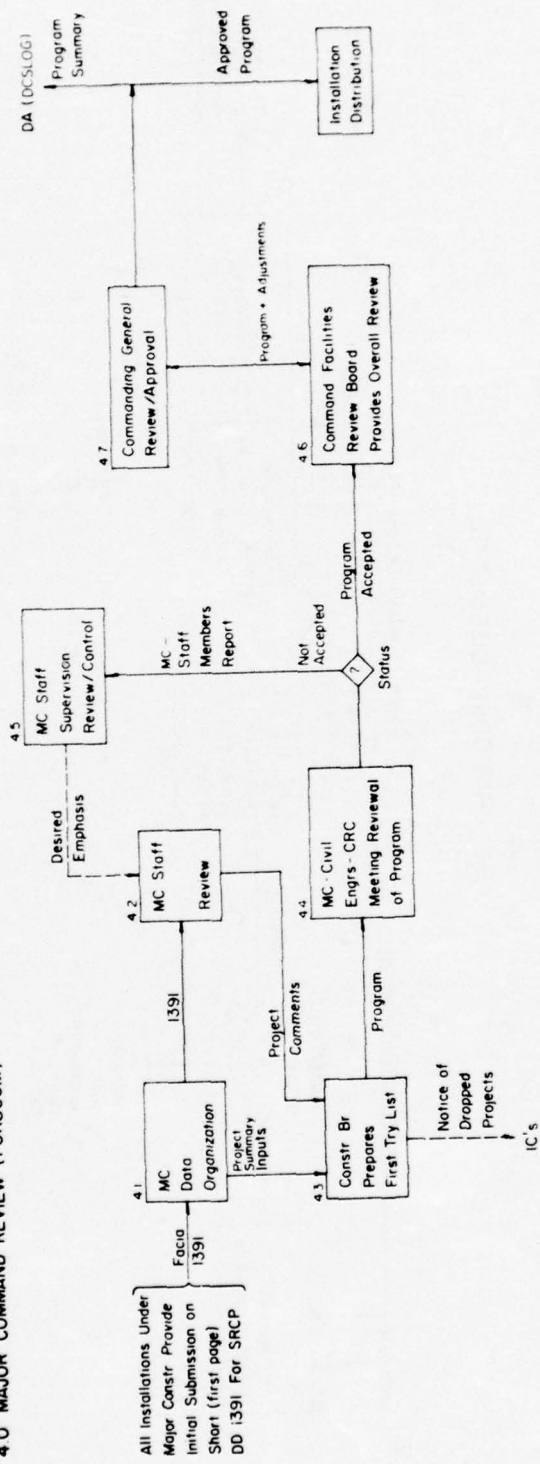 4.0 MAJOR COMMAND REVIEW (FORSCOM)
All Installations Under
Major Constr Provide
Initial Submission on
Short (first page)
DD 1391 For SRCP
Facia
1391
4.1
MC
Data
Organization
1391
Project
Summary
Inputs
4.2
MC Staff
Review
Desired
Emphasis
4.5
MC Staff
Supervision
Review/Control
Project
Comments
4.3
Constr Br
Prepares
First Try List
Notice of
Dropped
Projects
IC's
Program
4.4
MC-Civil
Engrs-CRC
Meeting Reviewal
of Program
?
Status
Not
Accepted
MC-
Staff
Members
Report
Program
Accepted
4.6
Command Facilities
Review Board
Provides Overall Review
Program + Adjustments
4.7
Commanding General
Review/Approval
DA (DCSLOG)
Program
Summary
Approved
Program
Installation
Distribution